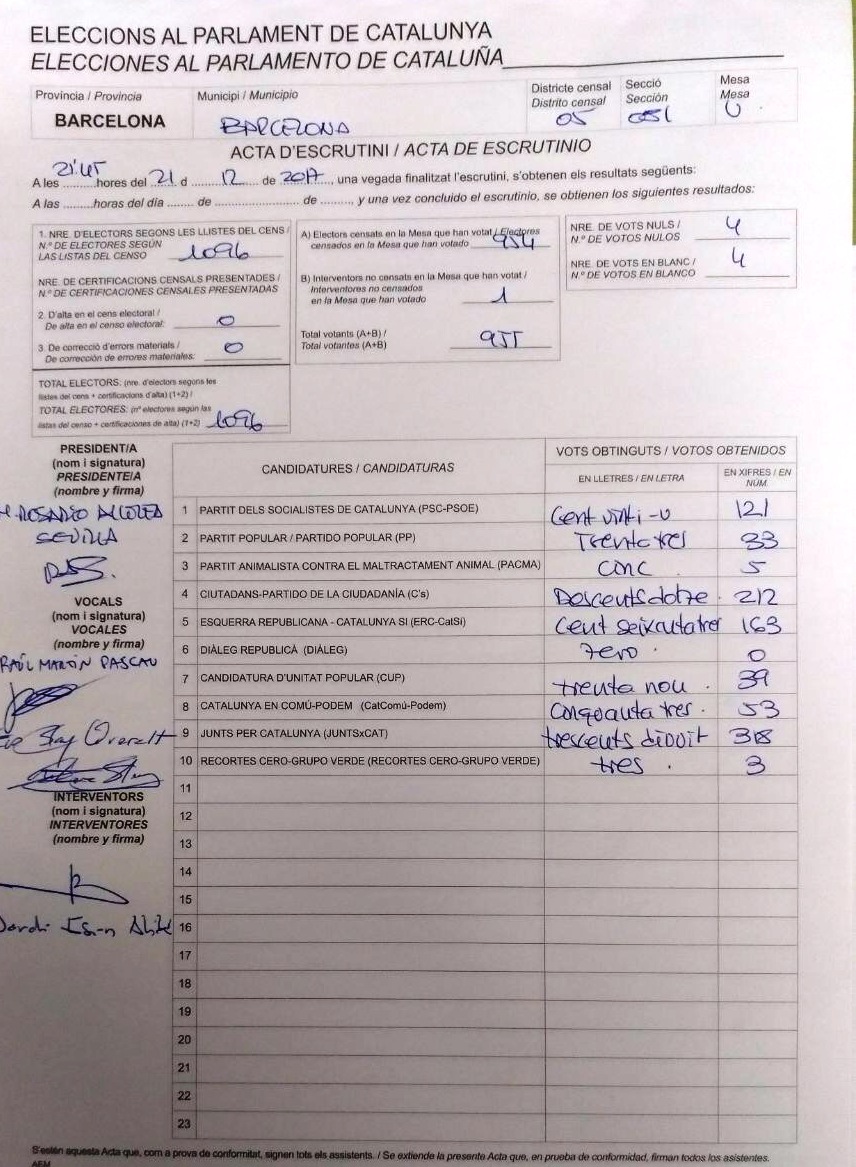 ELECCIONS AL PARLAMENT DE CATALUNYA
ELECCIONES AL PARLAMENTO DE CATALUÑA
Província / Provincia
BARCELONA
Municipi / Municipio
BARCELONA
Districte censal
Distrito censal
05
Secció
Sección
051
Mesa
Mesa
U
ACTA D'ESCRUTINI / ACTA DE ESCRUTINIO
A les 21'45 hores del 21 d 12 de 2017, una vegada finalitzat l'escrutini, s'obtenen els resultats següents:
A las ........horas del día ....... de .................. de .......... y una vez concluido el escrutinio, se obtienen los siguientes resultados:
1. NRE. D'ELECTORS SEGONS LES LLISTES DEL CENS /
N.º DE ELECTORES SEGÚN
LAS LISTAS DEL CENSO 1096
NRE. DE CERTIFICACIONS CENSALS PRESENTADES /
N.º DE CERTIFICACIONES CENSALES PRESENTADAS
2. D'alta en el cens electoral /
De alta en el censo electoral: 0
3. De correcció d'errors materials /
De corrección de errores materiales: 0
TOTAL ELECTORS: (nre. d'electors segons les
llistes del cens + certificacions d'alta) (1+2) /
TOTAL ELECTORES: (nº electores según las
listas del censo + certificaciones de alta) (1+2) 1096
A) Electors censats en la Mesa que han votat / Electores
censados en la Mesa que han votado 954
B) Interventors no censats en la Mesa que han votat /
Interventores no censados
en la Mesa que han votado 1
Total votants (A+B) /
Total votantes (A+B) 955
NRE. DE VOTS NULS /
N.º DE VOTOS NULOS 4
NRE. DE VOTS EN BLANC /
N.º DE VOTOS EN BLANCO 4
PRESIDENT/A
(nom i signatura)
PRESIDENTE/A
(nombre y firma)
Mª ROSARIO ALCOLEA
SEVILLA
VOCALS
(nom i signatura)
VOCALES
(nombre y firma)
RAÚL MARTÍN PASCAU
INTERVENTORS
(nom i signatura)
INTERVENTORES
(nombre y firma)
Jordi
CANDIDATURES / CANDIDATURAS
VOTS OBTINGUTS / VOTOS OBTENIDOS
EN LLETRES / EN LETRA
EN XIFRES / EN NÚM.
1 PARTIT DELS SOCIALISTES DE CATALUNYA (PSC-PSOE) Cent vinti-u 121
2 PARTIT POPULAR / PARTIDO POPULAR (PP) Trenta tres 33
3 PARTIT ANIMALISTA CONTRA EL MALTRACTAMENT ANIMAL (PACMA) cinc 5
4 CIUTADANS-PARTIDO DE LA CIUDADANÍA (C's) Doscents dotze. 212
5 ESQUERRA REPUBLICANA - CATALUNYA SI (ERC-CatSí) Cent seixantatres 163
6 DIÀLEG REPUBLICÀ (DIÀLEG) zero. 0
7 CANDIDATURA D'UNITAT POPULAR (CUP) trenta nou. 39
8 CATALUNYA EN COMÚ-PODEM (CatComú-Podem) Cinqoanta tres. 53
9 JUNTS PER CATALUNYA (JUNTSxCAT) trescents divoit 318
10 RECORTES CERO-GRUPO VERDE (RECORTES CERO-GRUPO VERDE) tres. 3
11
12
13
14
15
16
17
18
19
20
21
22
23
S'estén aquesta Acta que, com a prova de conformitat, signen tots els assistents. / Se extiende la presente Acta que, en prueba de conformidad, firman todos los asistentes.
AEM